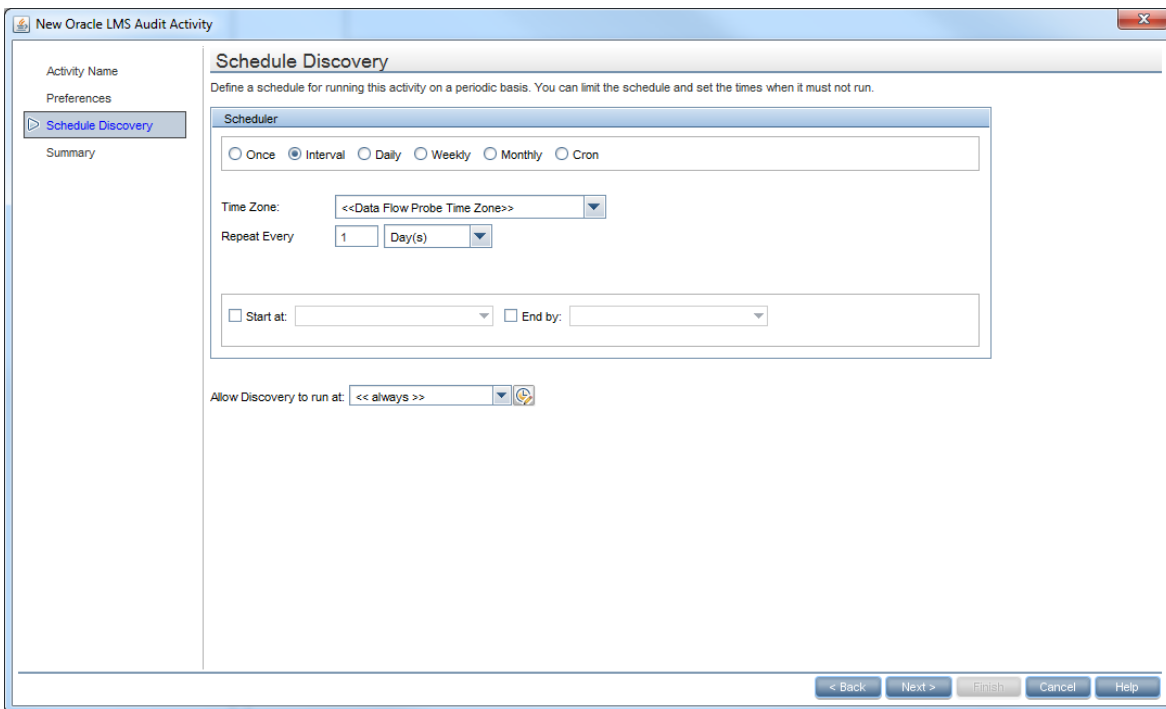 New Oracle LMS Audit Activity
Activity Name
Preferences
Schedule Discovery
Summary
Schedule Discovery
Define a schedule for running this activity on a periodic basis. You can limit the schedule and set the times when it must not run.
Scheduler
Once Interval Daily Weekly Monthly Cron
Time Zone: <<Data Flow Probe Time Zone>>
Repeat Every 1 Day(s)
Start at: End by:
Allow Discovery to run at: << always >>
< Back Next > Finish Cancel Help